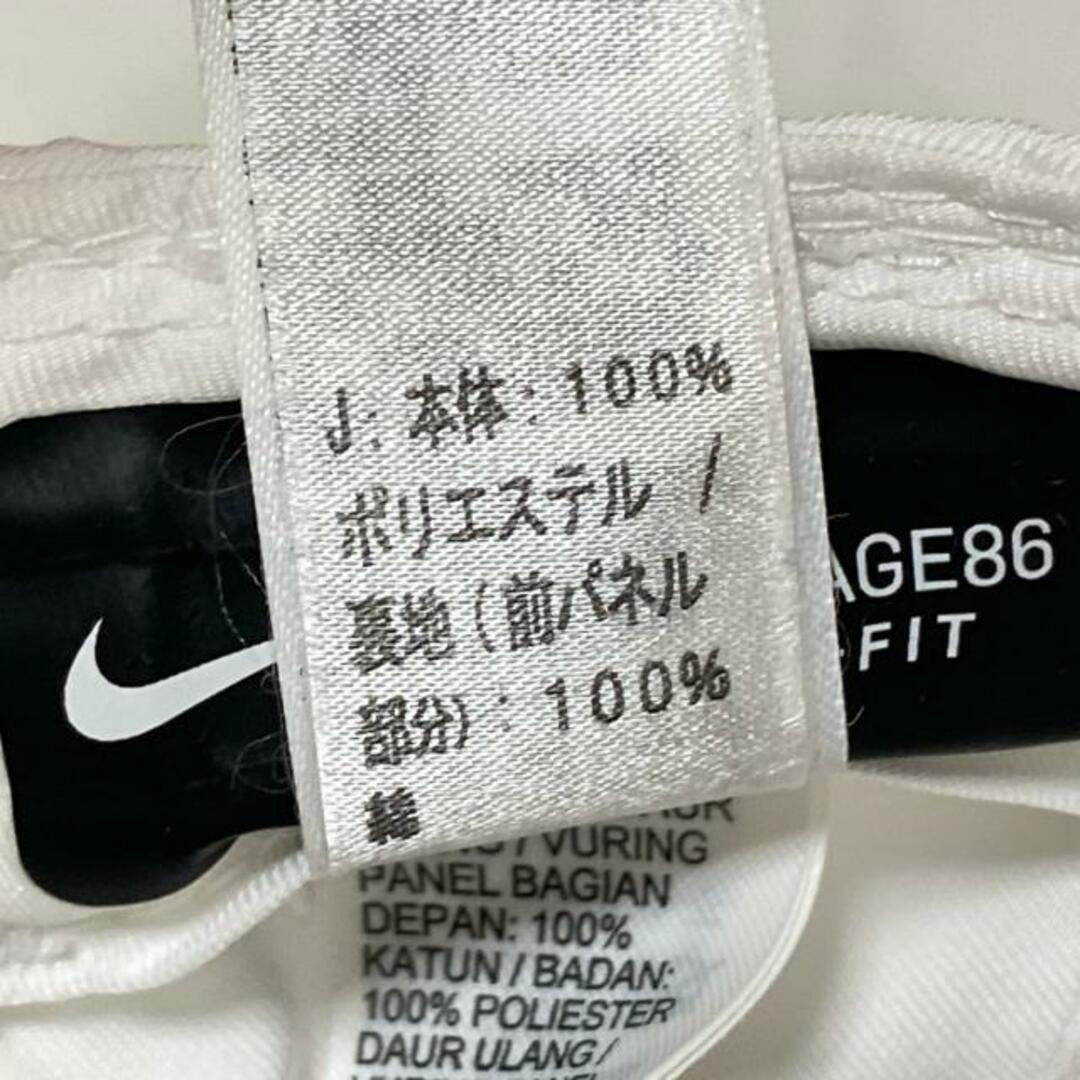 J: 本体: 100%
ポリエステル /
裏地(前パネル
部分): 100%
綿
AGE86
FIT
/ VURING
PANEL BAGIAN
DEPAN: 100%
KATUN / BADAN:
100% POLIESTER
DAUR ULANG /